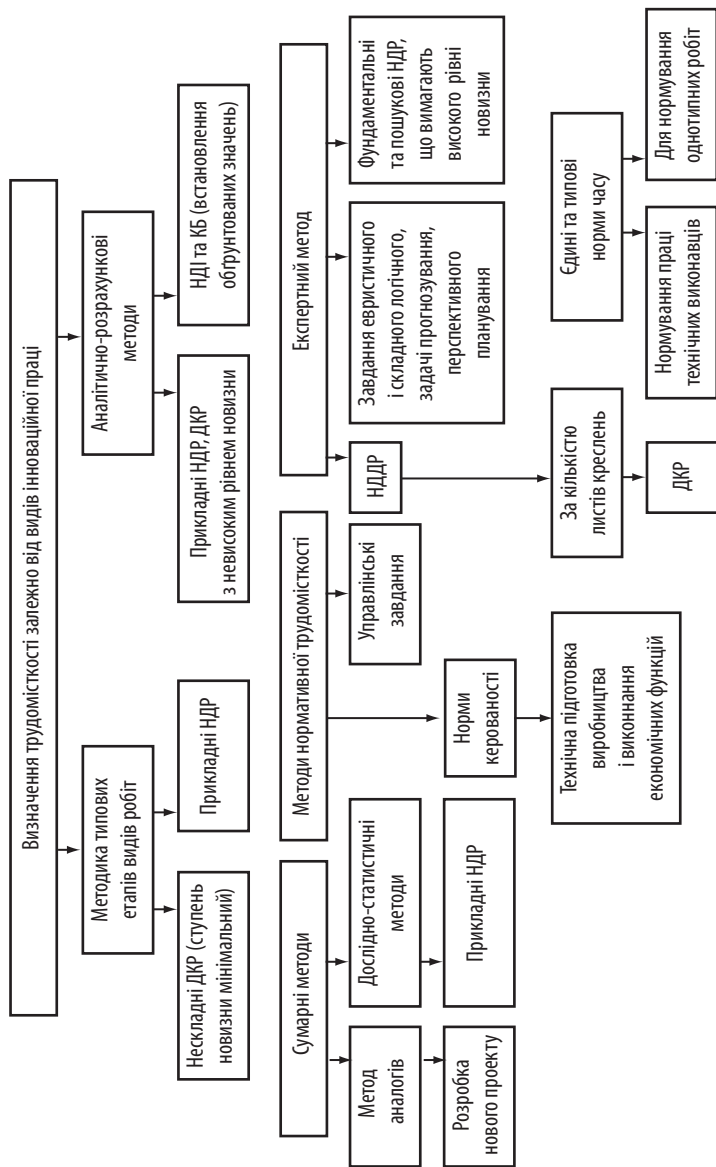 Визначення трудомісткості залежно від видів інноваційної праці
Методика типових
етапів видів робіт
Аналітично-розрахункові
методи
Нескладні ДКР (ступень
новизни мінімальний)
Прикладні НДР
Прикладні НДР, ДКР
з невисоким рівнем новизни
НДІ та КБ (встановлення
обґрунтованих значень)
Сумарні методи
Методи нормативної трудомісткості
Експертний метод
Метод
аналогів
Дослідно-статистичні
методи
Управлінські
завдання
НДДР
Завдання евристичного
і складного логічного,
задачі прогнозування,
перспективного
планування
Фундаментальні
та пошукові НДР,
що вимагають
високого рівні
новизни
Розробка
нового проекту
Прикладні НДР
Норми
керованості
За кількістю
листів креслень
Єдині та типові
норми часу
Технічна підготовка
виробництва
і виконнання
економічних функцій
ДКР
Нормування праці
технічних виконавців
Для нормування
однотипних робіт